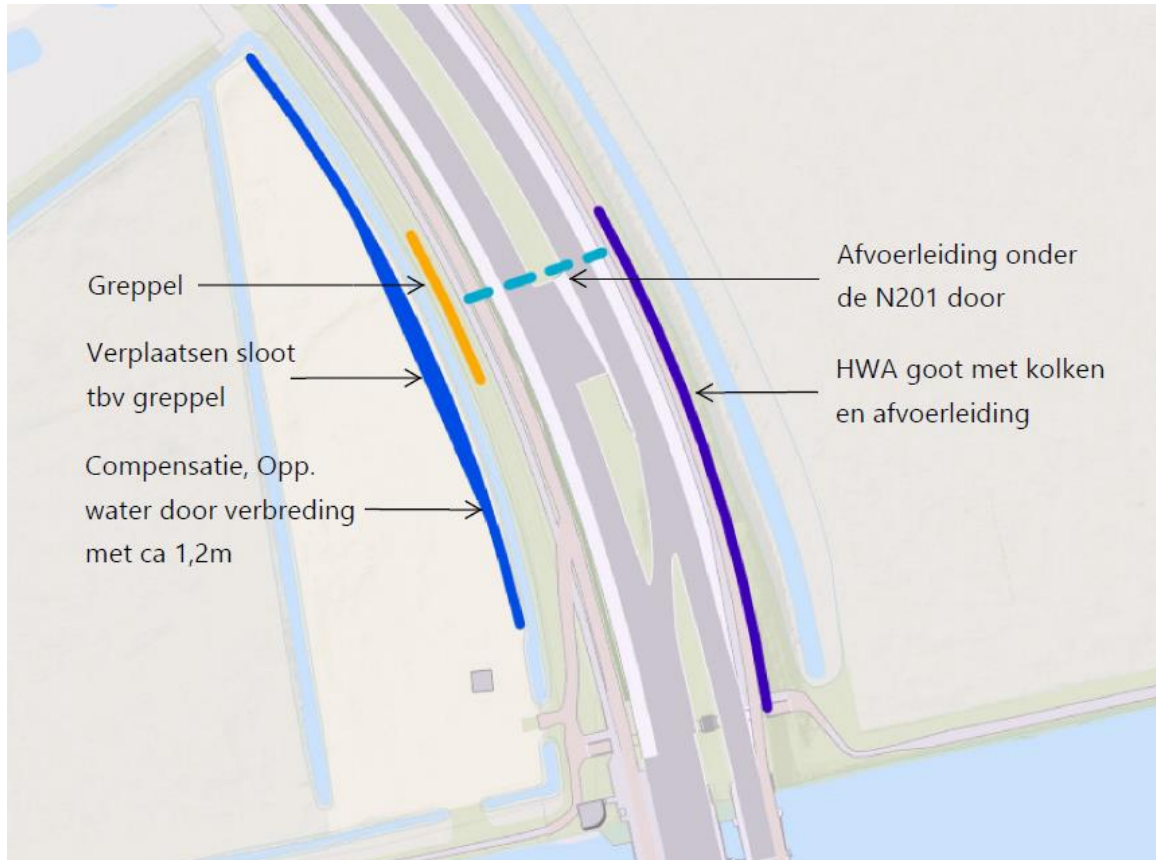 Greppel
Verplaatsen sloot
tbv greppel
Compensatie, Opp.
water door verbreding
met ca 1,2m
Afvoerleiding onder
de N201 door
HWA goot met kolken
en afvoerleiding